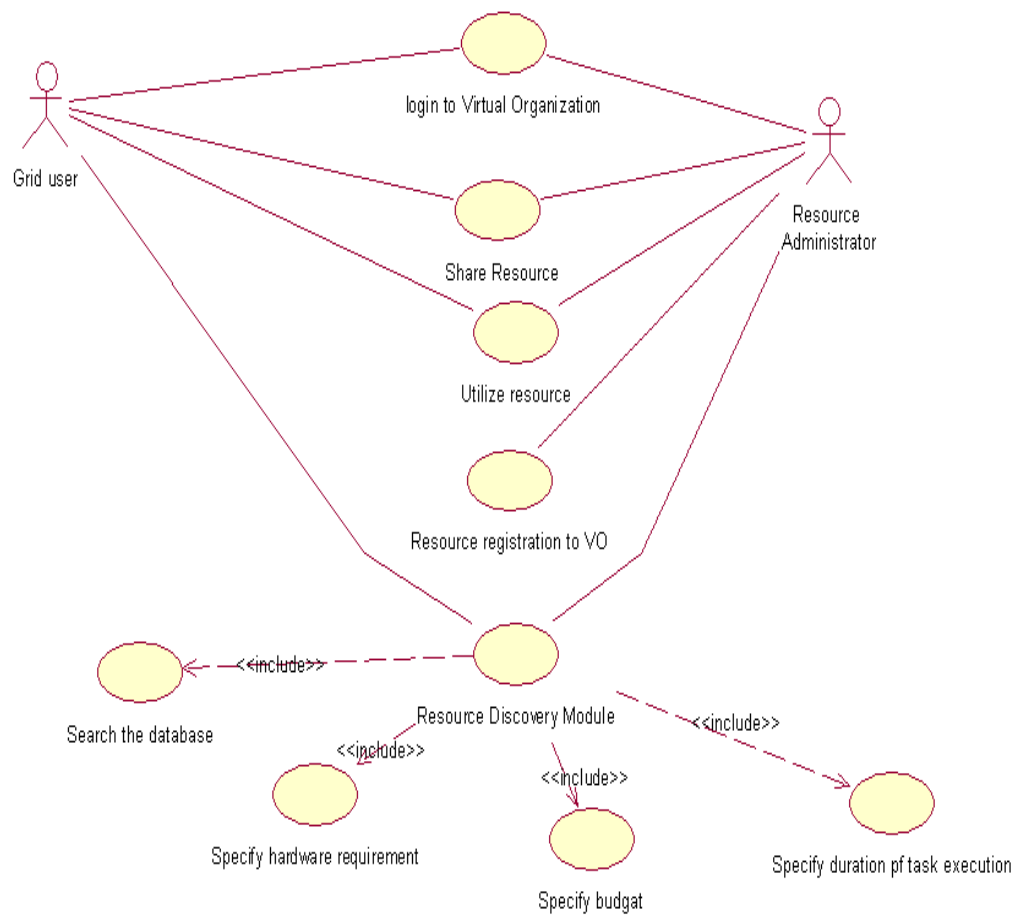 login to Virtual Organization
Grid user
Resource
Administrator
Share Resource
Utilize resource
Resource registration to VO
<<include>>
Search the database
Resource Discovery Module
<<include>>
<<include>>
<<include>>
Specify hardware requirement
Specify budgat
Specify duration pf task execution